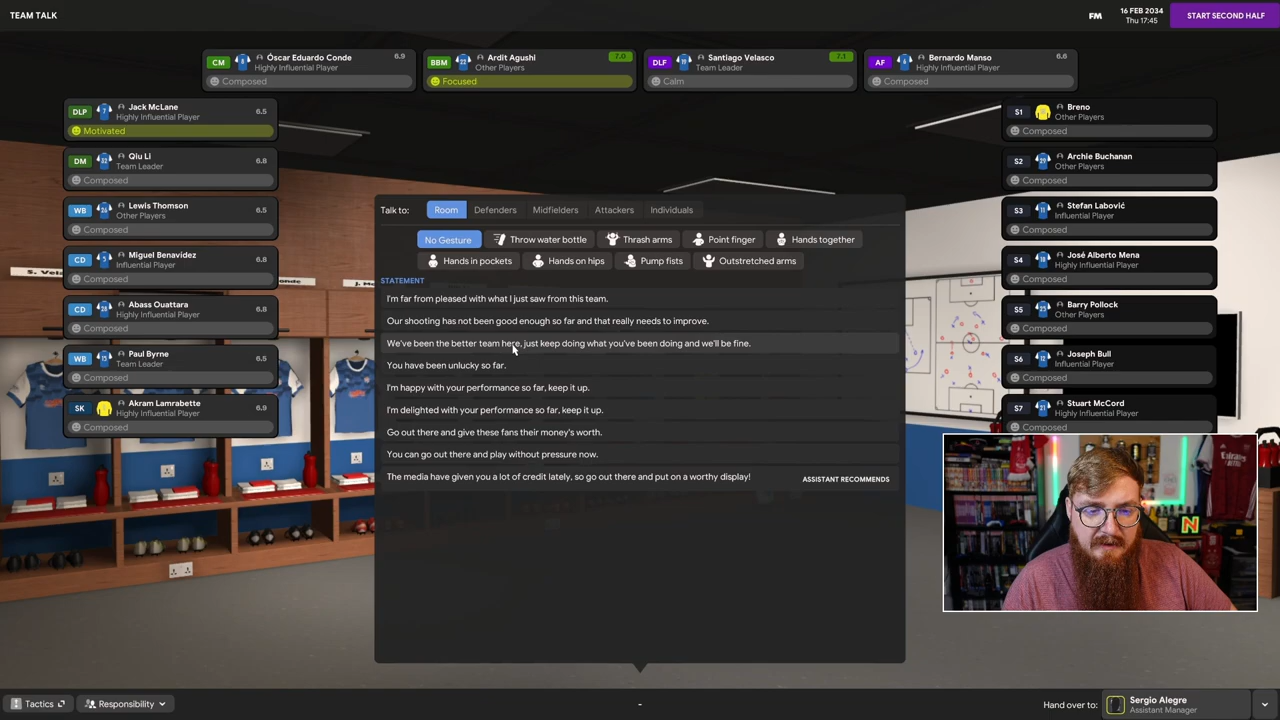 TEAM TALK
FM
16 FEB 2034
Thu 17:45
START SECOND HALF
CM
Óscar Eduardo Conde
Highly Influential Player
6.9
Composed
BBM
Ardit Agushi
Other Players
7.0
Focused
DLF
Santiago Velasco
Team Leader
7.1
Calm
AF
Bernardo Manso
Highly Influential Player
6.6
Composed
DLP
Jack McLane
Highly Influential Player
6.5
Motivated
DM
Qiu Li
Team Leader
6.8
Composed
WB
Lewis Thomson
Other Players
6.5
Composed
CD
Miguel Benavídez
Influential Player
6.8
Composed
CD
Abass Ouattara
Highly Influential Player
6.8
Composed
WB
Paul Byrne
Team Leader
6.5
Composed
SK
Akram Lamrabette
Highly Influential Player
6.9
Composed
Talk to:
Room
Defenders
Midfielders
Attackers
Individuals
No Gesture
Throw water bottle
Thrash arms
Point finger
Hands together
Hands in pockets
Hands on hips
Pump fists
Outstretched arms
STATEMENT
I'm far from pleased with what I just saw from this team.
Our shooting has not been good enough so far and that really needs to improve.
We've been the better team here, just keep doing what you've been doing and we'll be fine.
You have been unlucky so far.
I'm happy with your performance so far, keep it up.
I'm delighted with your performance so far, keep it up.
Go out there and give these fans their money's worth.
You can go out there and play without pressure now.
The media have given you a lot of credit lately, so go out there and put on a worthy display!
ASSISTANT RECOMMENDS
S1
Breno
Other Players
Composed
S2
Archie Buchanan
Other Players
Composed
S3
Stefan Labović
Influential Player
Composed
S4
José Alberto Mena
Influential Player
Composed
S5
Barry Pollock
Other Players
Composed
S6
Joseph Bull
Influential Player
Composed
S7
Stuart McCord
Highly Influential Player
Composed
N
Tactics
Responsibility
-
Hand over to:
Sergio Alegre
Assistant Manager